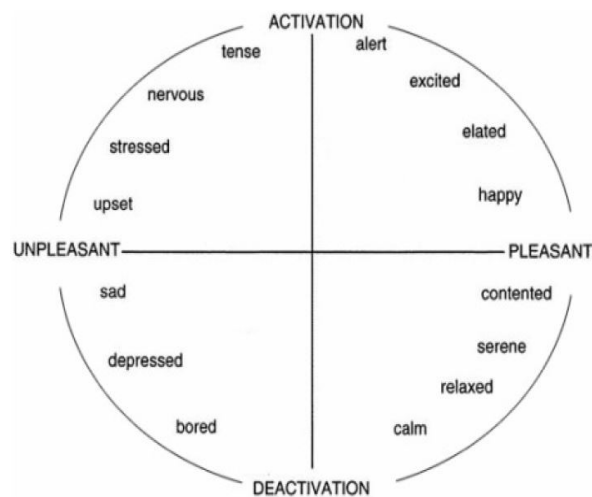 ACTIVATION
tense
alert
nervous
excited
stressed
elated
upset
happy
UNPLEASANT
PLEASANT
sad
contented
depressed
serene
relaxed
bored
calm
DEACTIVATION